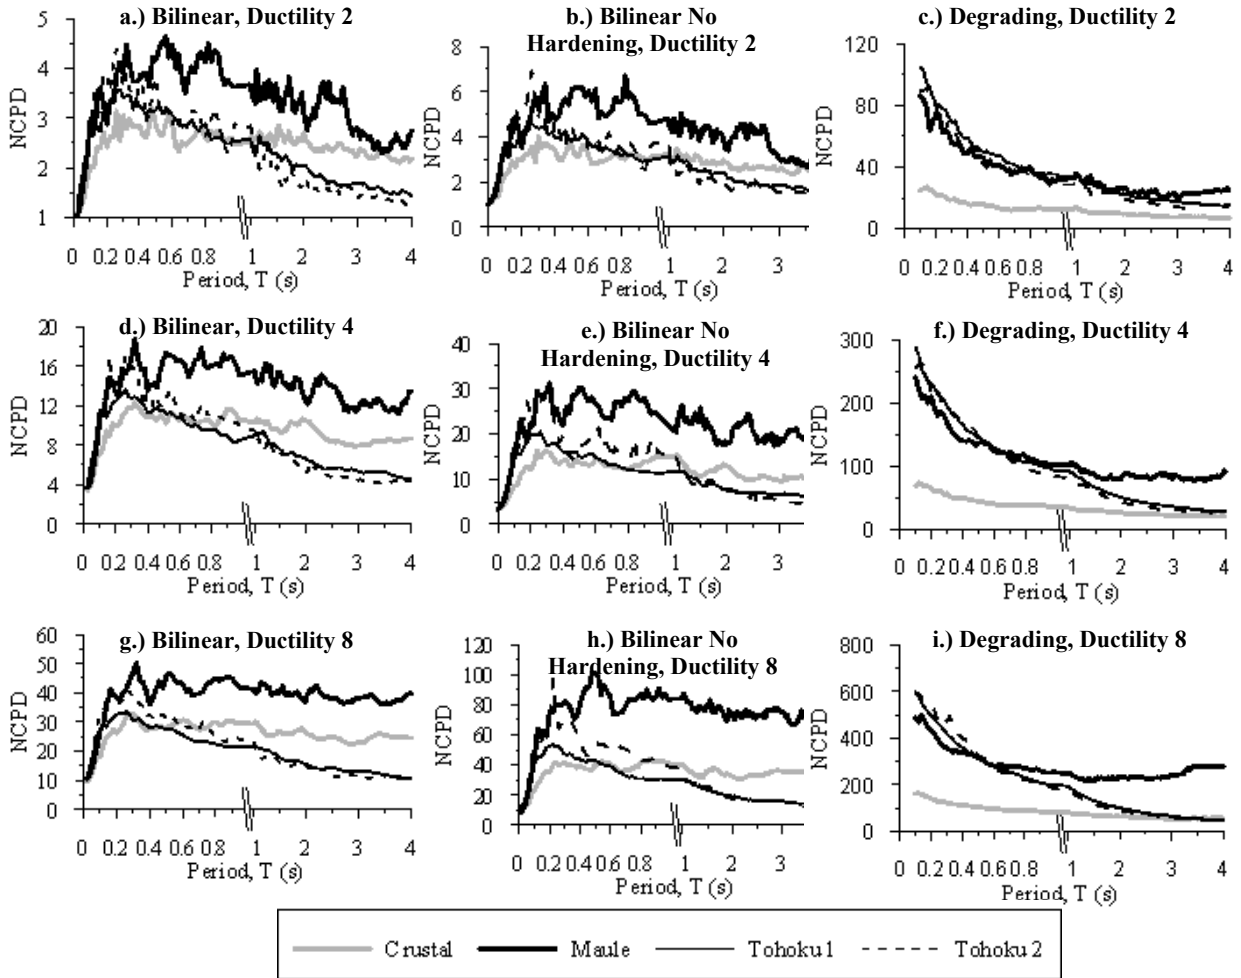 a.) Bilinear, Ductility 2
NCPD
5
4
3
2
1
0 0.2 0.4 0.6 0.8 1 2 3 4
Period, T (s)
b.) Bilinear No
Hardening, Ductility 2
NCPD
8
6
4
2
0
0 0.2 0.4 0.6 0.8 1 2 3
Period, T (s)
c.) Degrading, Ductility 2
NCPD
120
80
40
0
0 0.2 0.4 0.6 0.8 1 2 3 4
Period, T (s)
d.) Bilinear, Ductility 4
NCPD
20
16
12
8
4
0
0 0.2 0.4 0.6 0.8 1 2 3 4
Period, T (s)
e.) Bilinear No
Hardening, Ductility 4
NCPD
40
30
20
10
0
0 0.2 0.4 0.6 0.8 1 2 3
Period, T (s)
f.) Degrading, Ductility 4
NCPD
300
200
100
0
0 0.2 0.4 0.6 0.8 1 2 3 4
Period, T (s)
g.) Bilinear, Ductility 8
NCPD
60
50
40
30
20
10
0
0 0.2 0.4 0.6 0.8 1 2 3 4
Period, T (s)
h.) Bilinear No
Hardening, Ductility 8
NCPD
120
100
80
60
40
20
0
0 0.2 0.4 0.6 0.8 1 2 3
Period, T (s)
i.) Degrading, Ductility 8
NCPD
800
600
400
200
0
0 0.2 0.4 0.6 0.8 1 2 3 4
Period, T (s)
Crustal Maule Tohoku 1 Tohoku 2